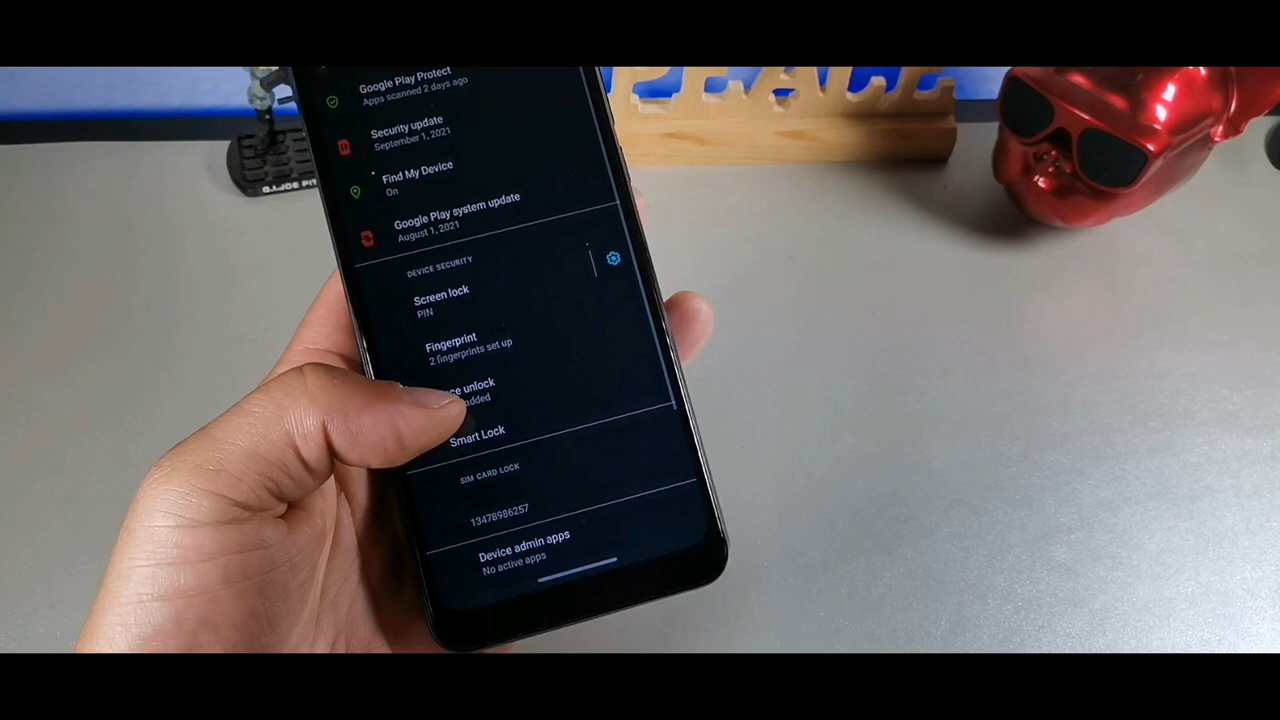 PEACE
Google Play Protect
Apps scanned 2 days ago
Security update
September 1, 2021
Find My Device
On
Google Play system update
August 1, 2021
DEVICE SECURITY
Screen lock
PIN
Fingerprint
2 fingerprints set up
unlock
added
Smart Lock
SIM CARD LOCK
13478986257
Device admin apps
No active apps
G.I.JOE